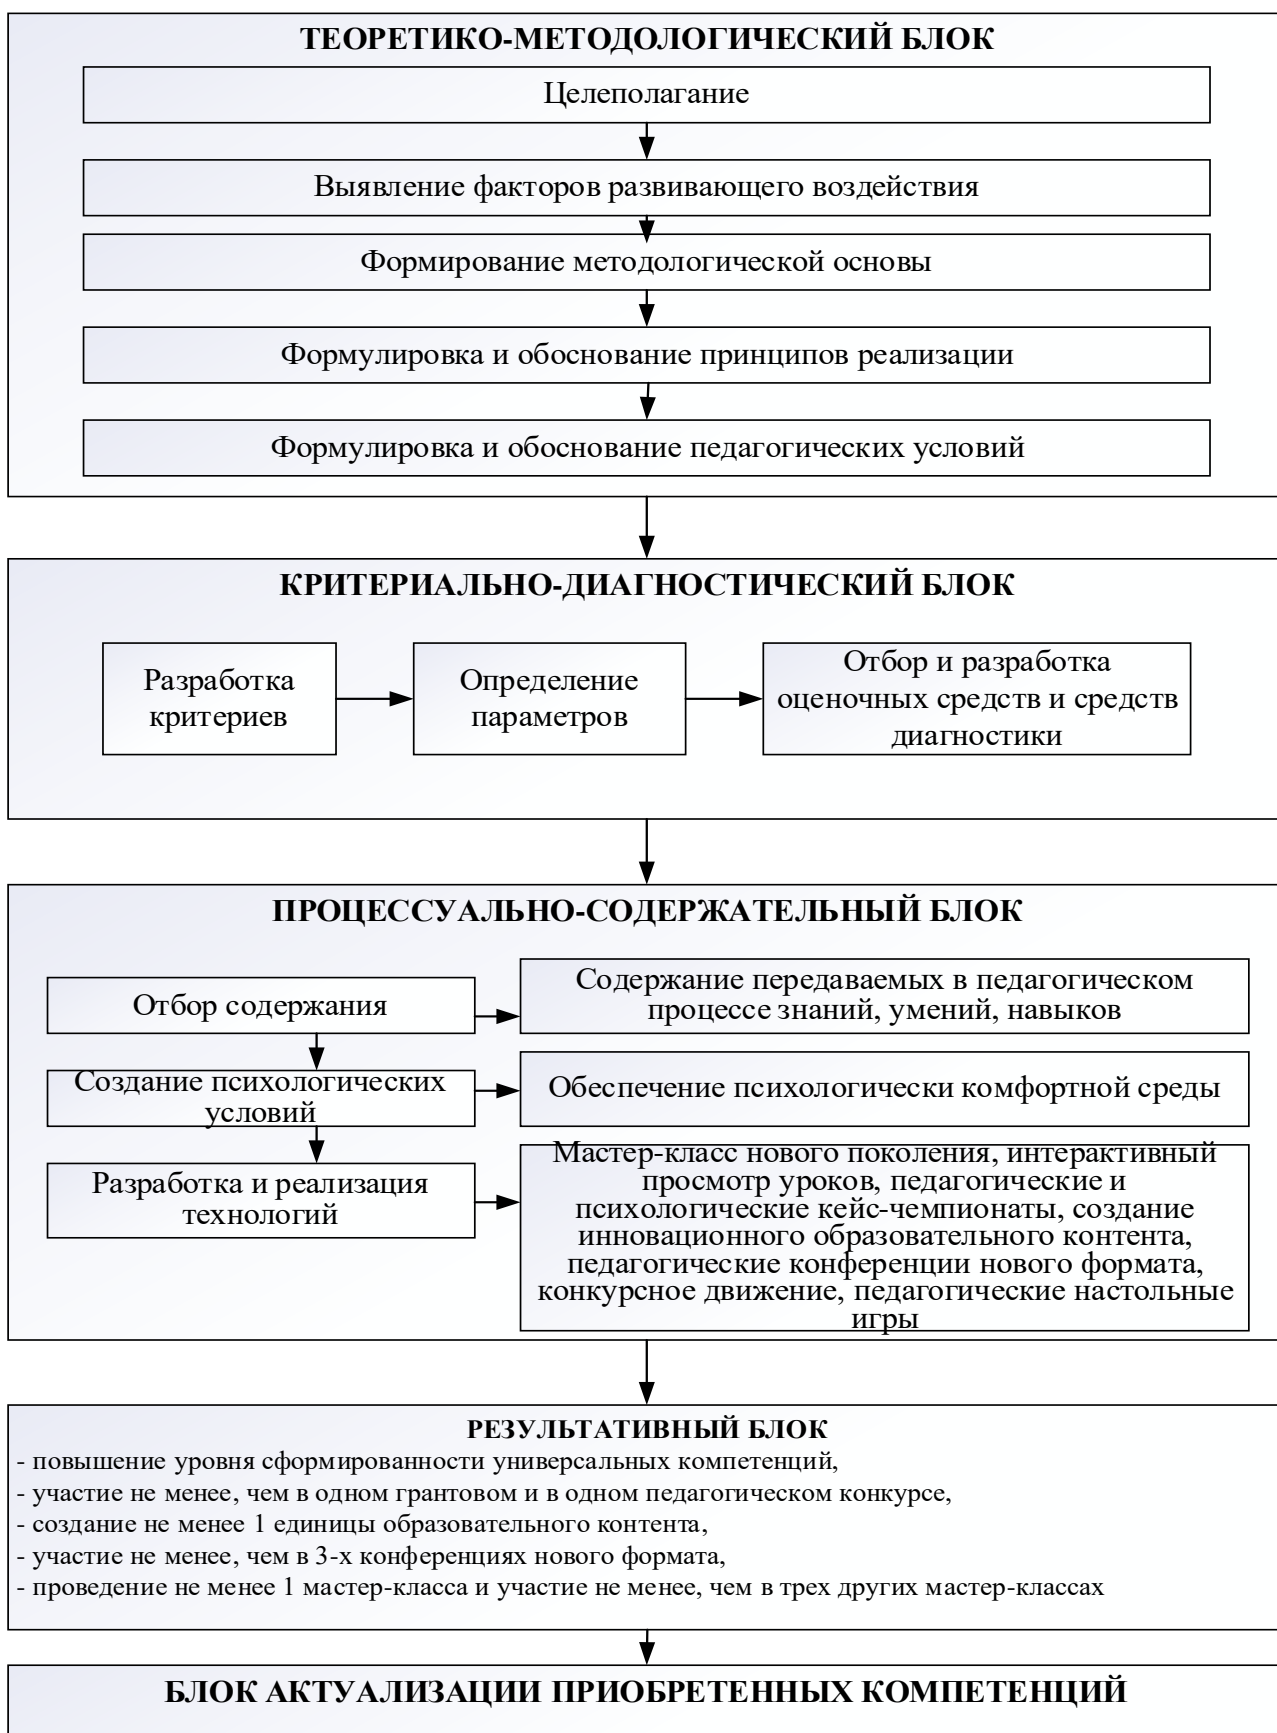 ТЕОРЕТИКО-МЕТОДОЛОГИЧЕСКИЙ БЛОК
Целеполагание
Выявление факторов развивающего воздействия
Формирование методологической основы
Формулировка и обоснование принципов реализации
Формулировка и обоснование педагогических условий
КРИТЕРИАЛЬНО-ДИАГНОСТИЧЕСКИЙ БЛОК
Разработка
критериев
Определение
параметров
Отбор и разработка
оценочных средств и средств
диагностики
ПРОЦЕССУАЛЬНО-СОДЕРЖАТЕЛЬНЫЙ БЛОК
Отбор содержания
Содержание передаваемых в педагогическом
процессе знаний, умений, навыков
Создание психологических
условий
Обеспечение психологически комфортной среды
Разработка и реализация
технологий
Мастер-класс нового поколения, интерактивный
просмотр уроков, педагогические и
психологические кейс-чемпионаты, создание
инновационного образовательного контента,
педагогические конференции нового формата,
конкурсное движение, педагогические настольные
игры
РЕЗУЛЬТАТИВНЫЙ БЛОК
- повышение уровня сформированности универсальных компетенций,
- участие не менее, чем в одном грантовом и в одном педагогическом конкурсе,
- создание не менее 1 единицы образовательного контента,
- участие не менее, чем в 3-х конференциях нового формата,
- проведение не менее 1 мастер-класса и участие не менее, чем в трех других мастер-классах
БЛОК АКТУАЛИЗАЦИИ ПРИОБРЕТЕННЫХ КОМПЕТЕНЦИЙ